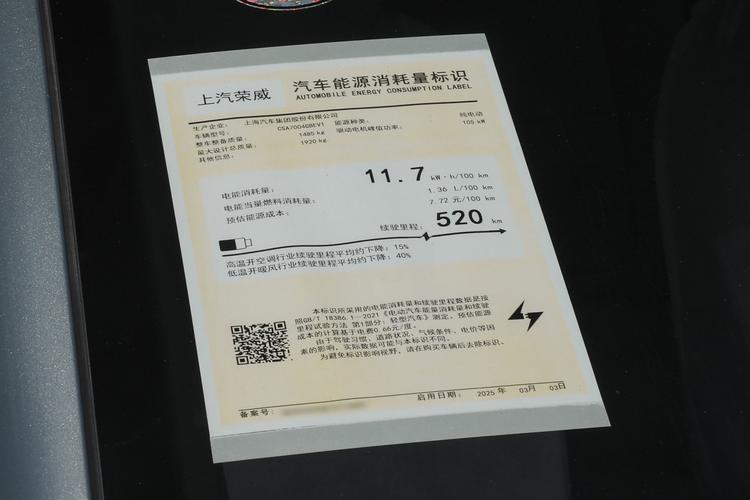 上汽荣威
汽车能源消耗量标识
AUTOMOBILE ENERGY CONSUMPTION LABEL
生产企业： 上海汽车集团股份有限公司
车辆型号： CSA7004GBEV1 能源种类： 纯电动
整车整备质量： 1485 kg 驱动电机峰值功率： 105 kW
最大设计总质量： 1920 kg
其他信息：
电能消耗量： 11.7 kW·h/100 km
电能当量燃料消耗量： 1.36 L/100 km
预估能源成本： 7.72 元/100 km
续驶里程： 520 km
高温开空调行业续驶里程平均约下降：15%
低温开暖风行业续驶里程平均约下降：40%
本标识所采用的电能消耗量和续驶里程数据是按
照GB/T 18386.1—2021《电动汽车能量消耗量和续驶
里程试验方法 第1部分：轻型汽车》测定，预估能源
成本的计算基于电费0.66元/度。
由于驾驶习惯、道路状况、气候条件、电价等因
素的影响，实际数据可能与本标识不同。
为避免标识影响视野，请在购买车辆后去除标识。
备案号：
启用日期： 2025 年 03月 03日